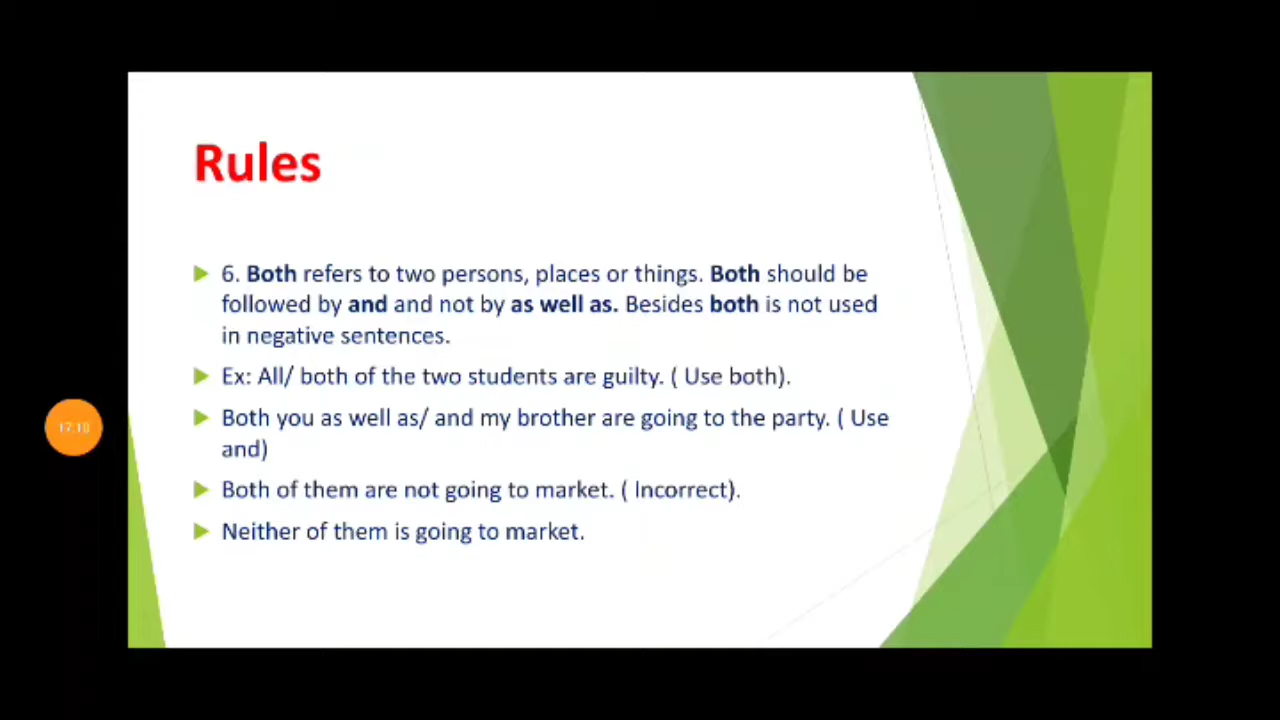 Rules
6. Both refers to two persons, places or things. Both should be
followed by and and not by as well as. Besides both is not used
in negative sentences.
Ex: All/ both of the two students are guilty. ( Use both).
Both you as well as/ and my brother are going to the party. ( Use
and)
Both of them are not going to market. ( Incorrect).
Neither of them is going to market.